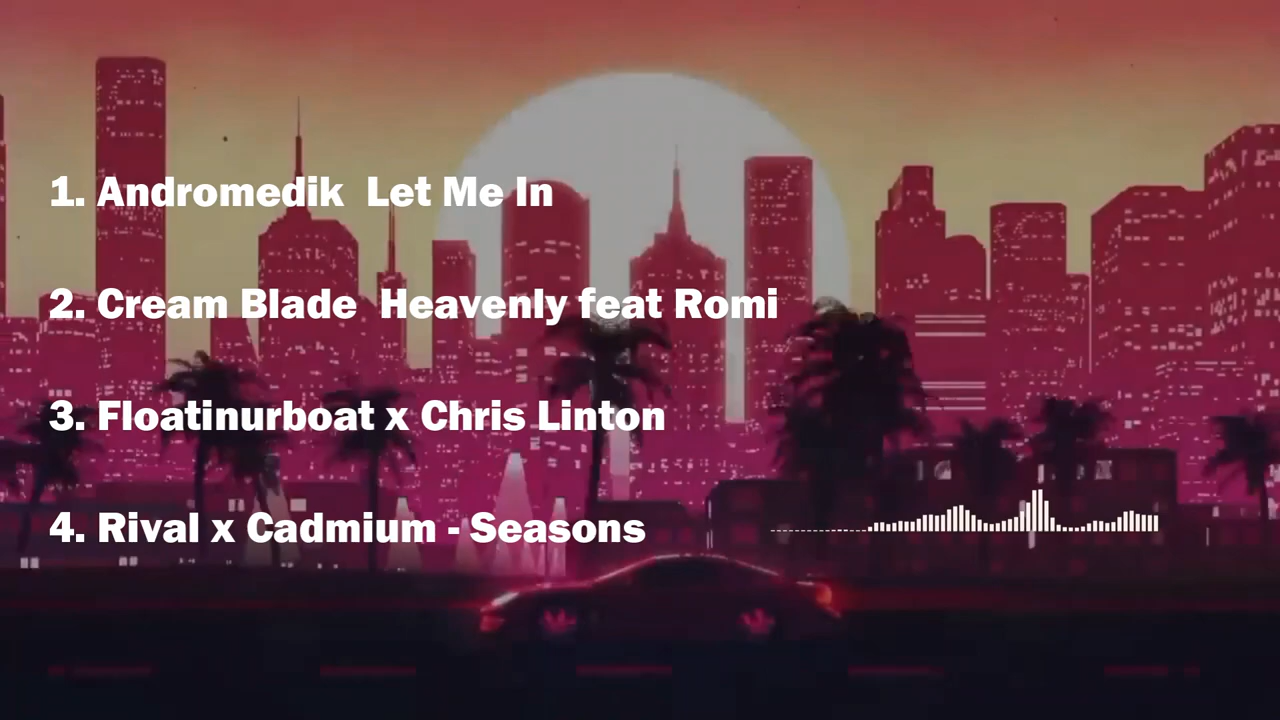 1. Andromedik  Let Me In
2. Cream Blade  Heavenly feat Romi
3. Floatinurboat x Chris Linton
4. Rival x Cadmium - Seasons